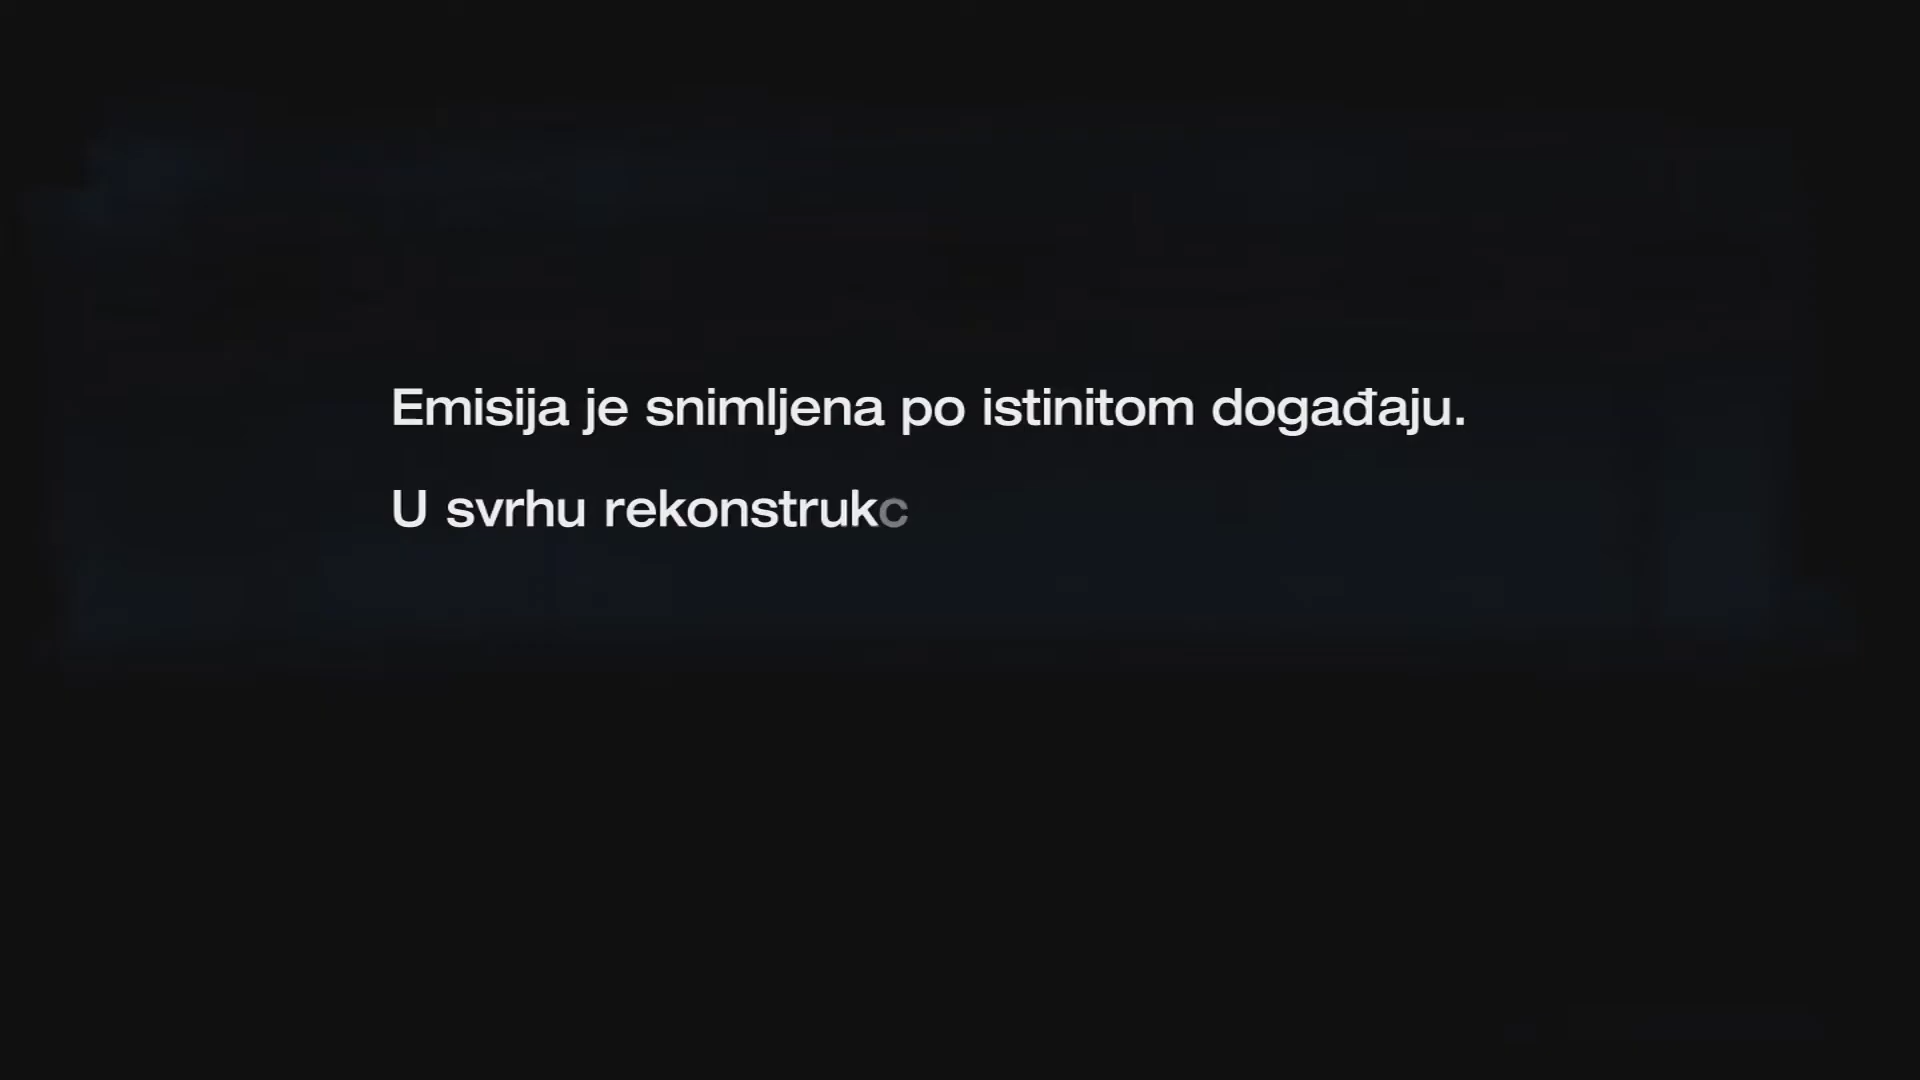 Emisija je snimljena po istinitom događaju.
U svrhu rekonstrukc